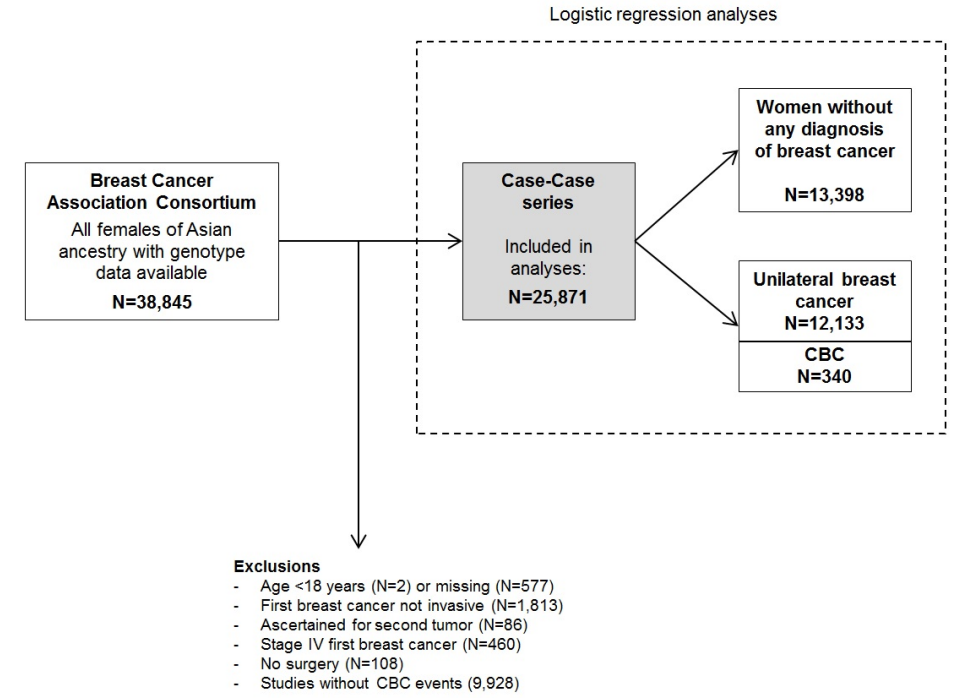 Logistic regression analyses
Breast Cancer
Association Consortium
All females of Asian
ancestry with genotype
data available
N=38,845
Case-Case
series
Included in
analyses:
N=25,871
Women without
any diagnosis
of breast cancer
N=13,398
Unilateral breast
cancer
N=12,133
CBC
N=340
Exclusions
- Age <18 years (N=2) or missing (N=577)
- First breast cancer not invasive (N=1,813)
- Ascertained for second tumor (N=86)
- Stage IV first breast cancer (N=460)
- No surgery (N=108)
- Studies without CBC events (9,928)